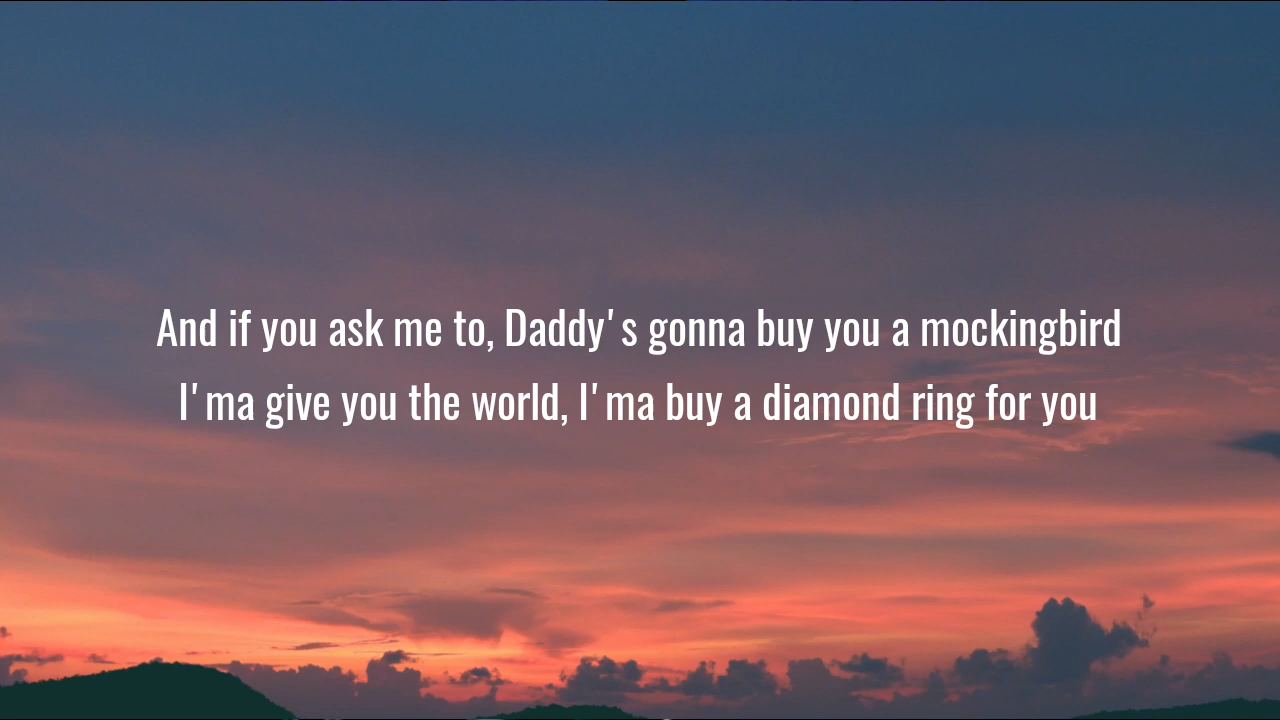 And if you ask me to, Daddy's gonna buy you a mockingbird
I'ma give you the world, I'ma buy a diamond ring for you